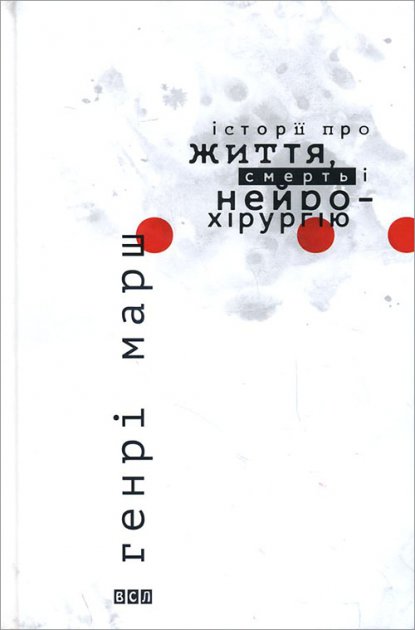 історії про
життя,
смерть і
нейро-
хірургію
генрі марш
всл